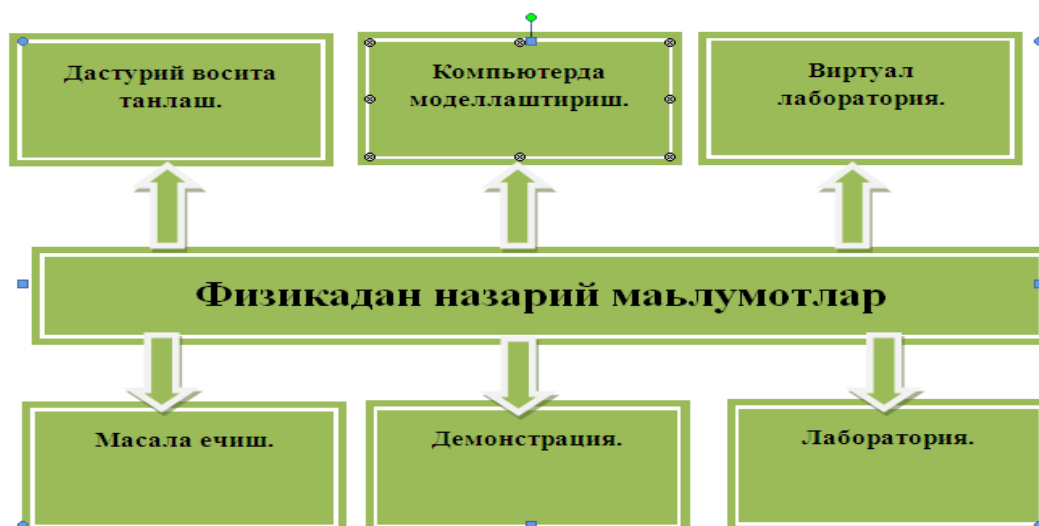 Дастурий восита
танлаш.
Компьютерда
моделлаштириш.
Виртуал
лаборатория.
Физикадан назарий маьлумотлар
Масала ечиш.
Демонстрация.
Лаборатория.